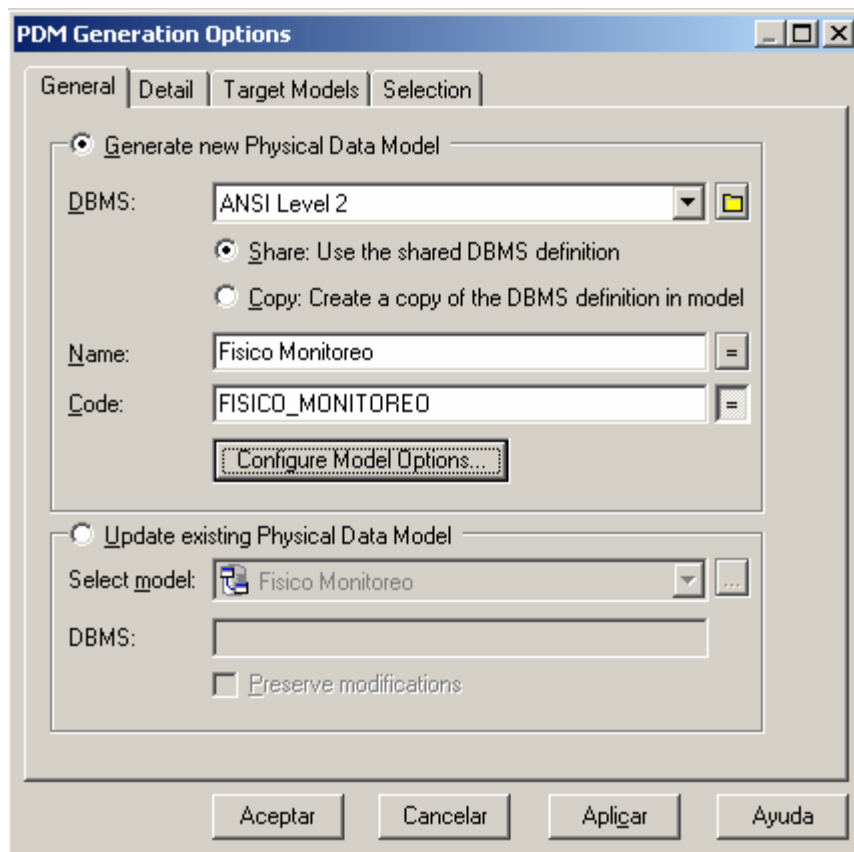 PDM Generation Options
General Detail Target Models Selection
Generate new Physical Data Model
DBMS: ANSI Level 2
Share: Use the shared DBMS definition
Copy: Create a copy of the DBMS definition in model
Name: Fisico Monitoreo =
Code: FISICO_MONITOREO =
Configure Model Options...
Update existing Physical Data Model
Select model: Fisico Monitoreo ...
DBMS:
Preserve modifications
Aceptar Cancelar Aplicar Ayuda